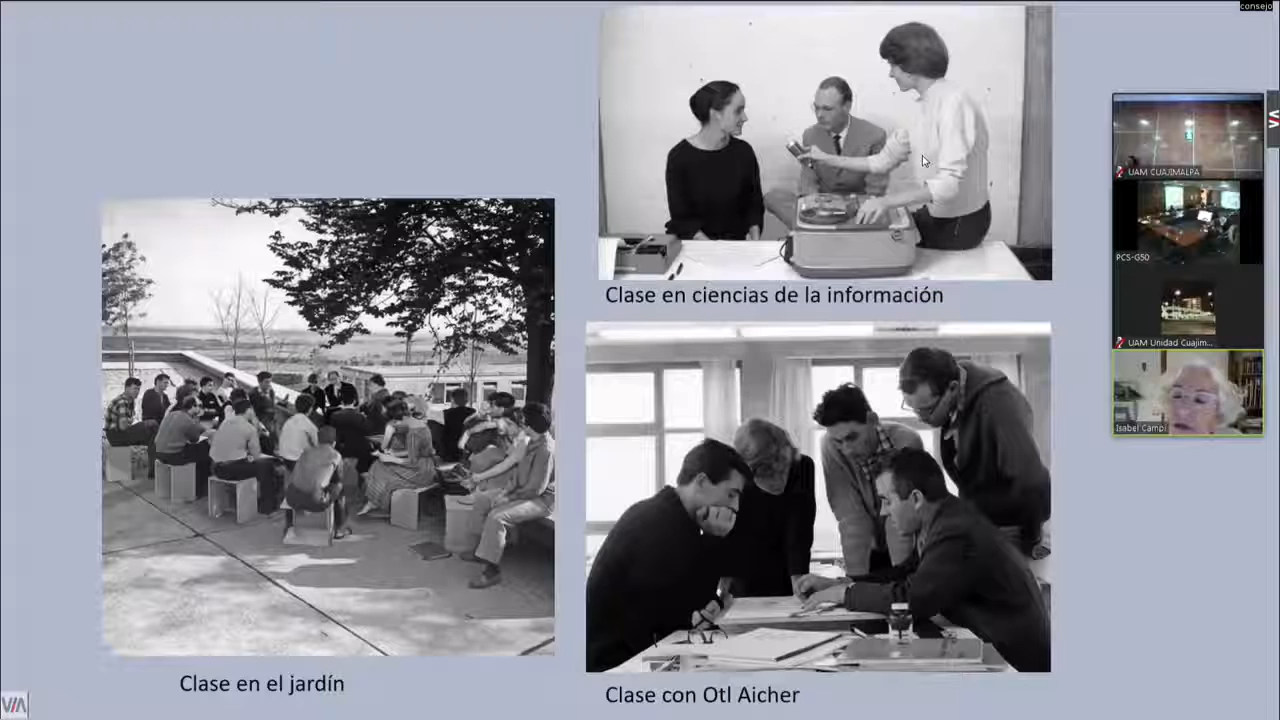 consejo
Clase en ciencias de la información
Clase en el jardín
Clase con Otl Aicher
UAM CUAJIMALPA
PCS-G50
UAM Unidad Cuajim...
Isabel Campi
VIA